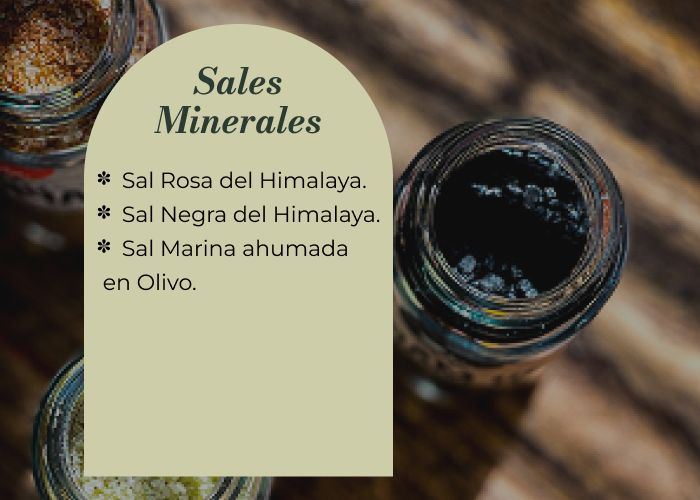 Sales
Minerales
✽ Sal Rosa del Himalaya.
✽ Sal Negra del Himalaya.
✽ Sal Marina ahumada
en Olivo.